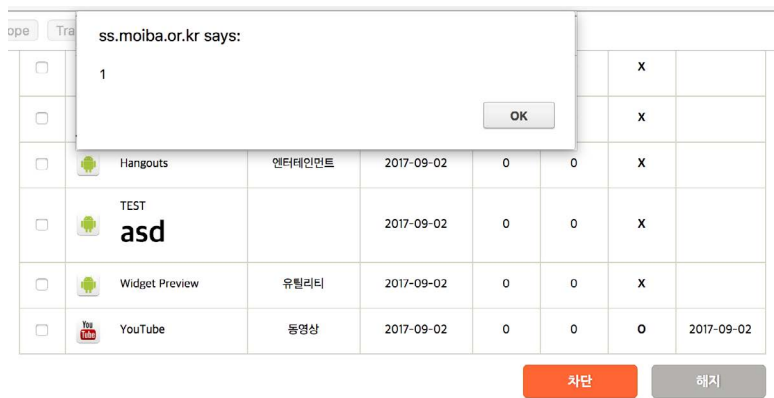 ope Tra
ss.moiba.or.kr says:
1
OK
X
X
Hangouts 엔터테인먼트 2017-09-02 0 0 X
TEST
asd 2017-09-02 0 0 X
Widget Preview 유틸리티 2017-09-02 0 0 X
You
Tube
YouTube 동영상 2017-09-02 0 0 O 2017-09-02
차단 해지